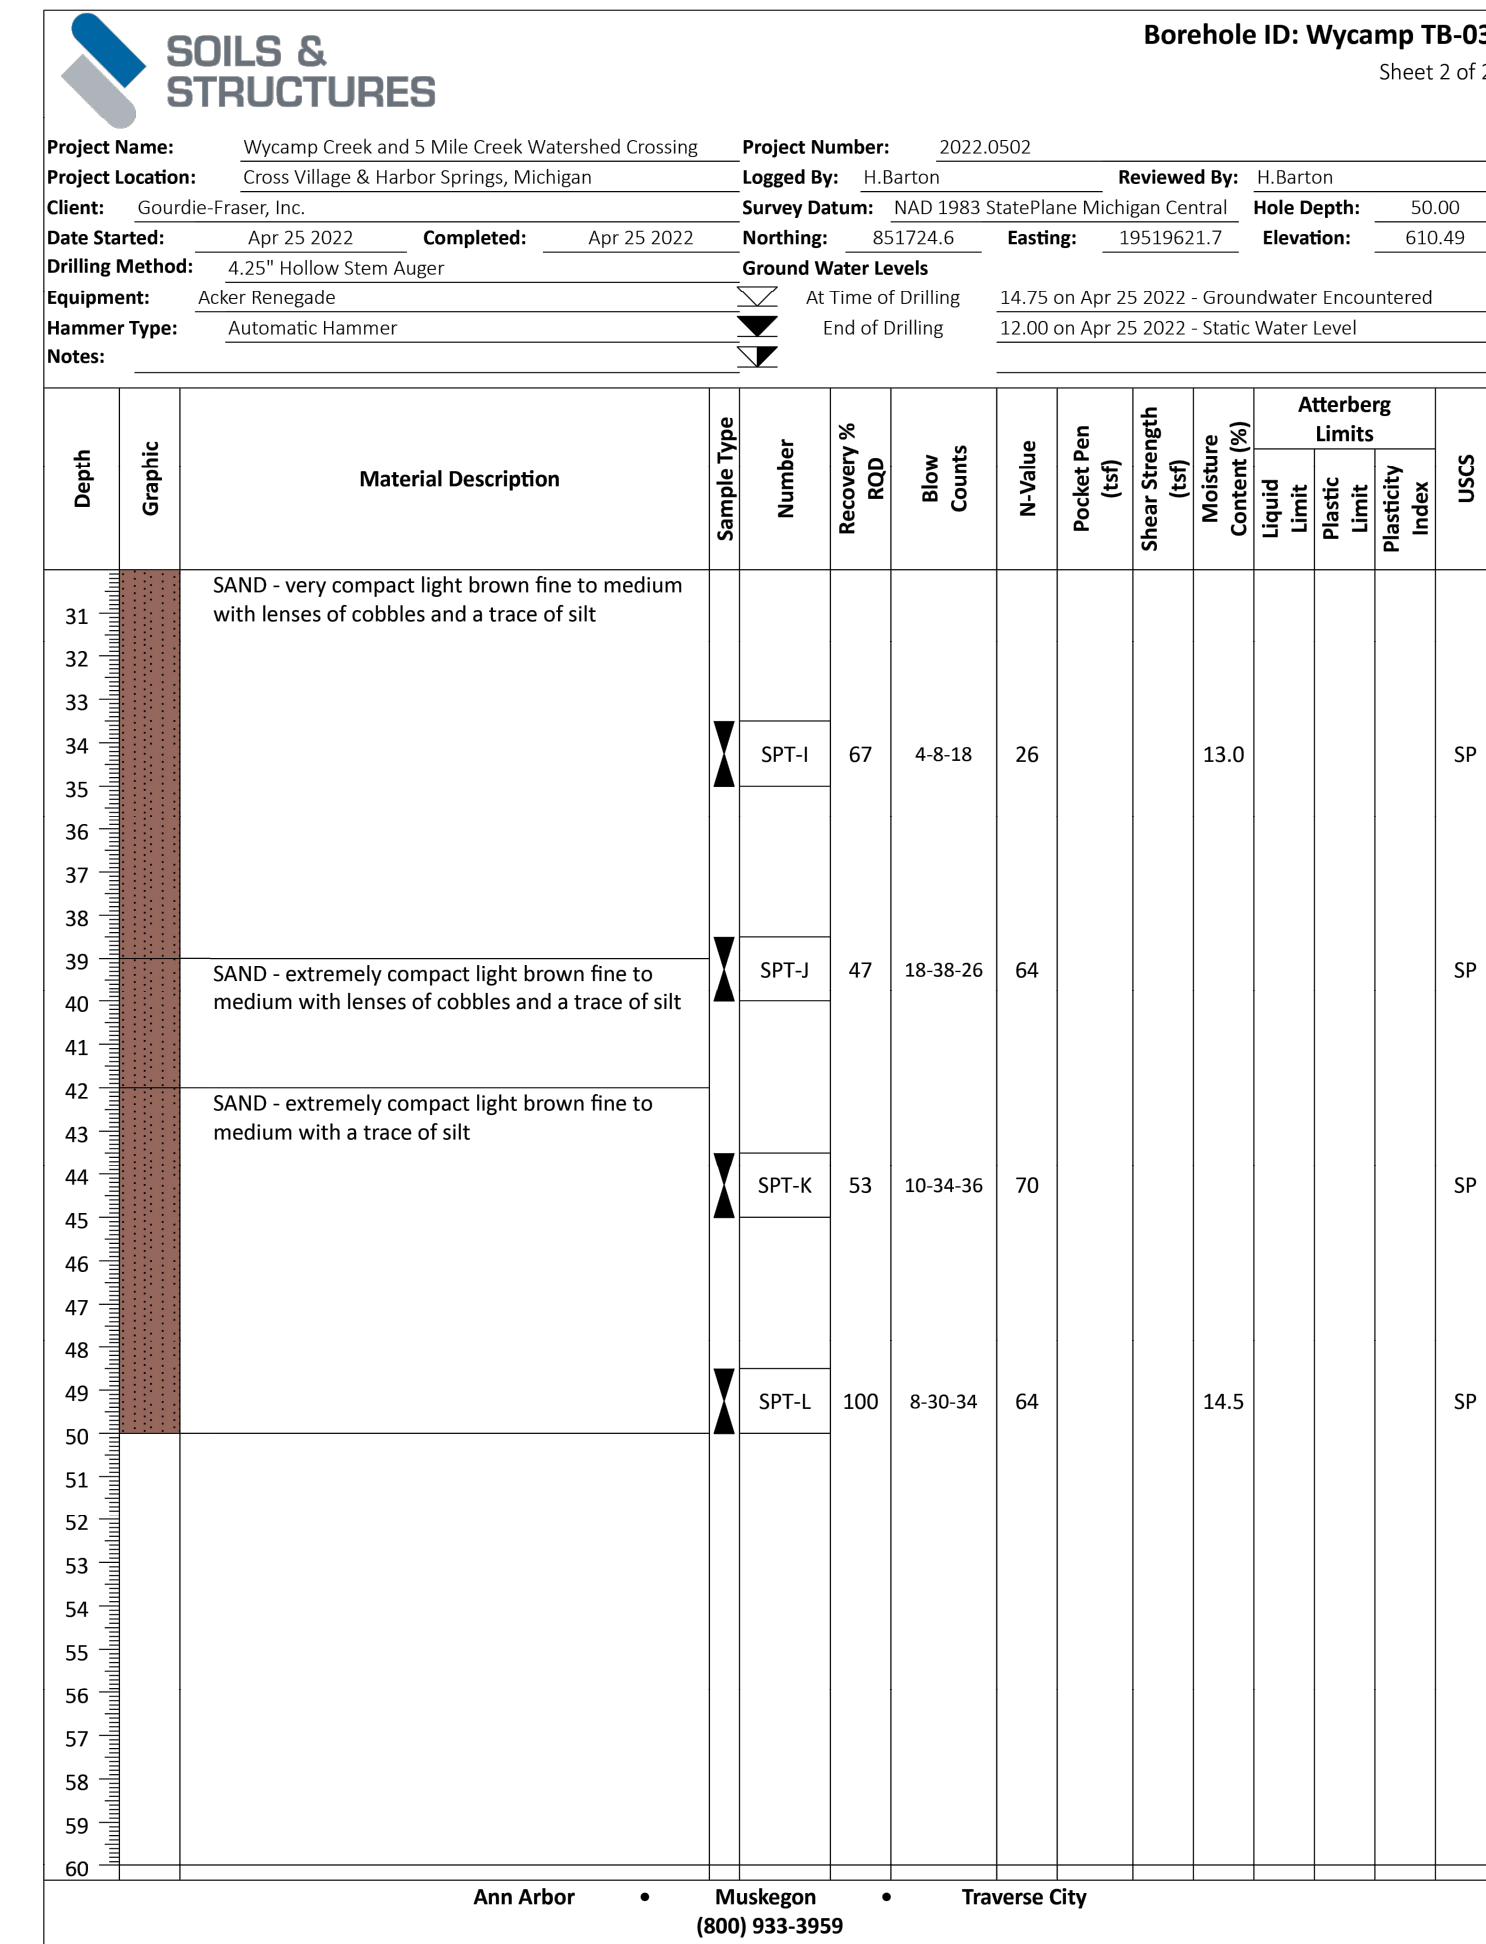 SOILS &
STRUCTURES
Borehole ID: Wycamp TB-03
Sheet 2 of 2
Project Name: Wycamp Creek and 5 Mile Creek Watershed Crossing Project Number: 2022.0502
Project Location: Cross Village & Harbor Springs, Michigan Logged By: H.Barton Reviewed By: H.Barton
Client: Gourdie-Fraser, Inc. Survey Datum: NAD 1983 StatePlane Michigan Central Hole Depth: 50.00
Date Started: Apr 25 2022 Completed: Apr 25 2022 Northing: 851724.6 Easting: 19519621.7 Elevation: 610.49
Drilling Method: 4.25" Hollow Stem Auger Ground Water Levels
Equipment: Acker Renegade At Time of Drilling 14.75 on Apr 25 2022 - Groundwater Encountered
Hammer Type: Automatic Hammer End of Drilling 12.00 on Apr 25 2022 - Static Water Level
Notes:
Depth
Graphic
Material Description
Sample Type
Number
Recovery %
RQD
Blow
Counts
N-Value
Pocket Pen
(tsf)
Shear Strength
(tsf)
Moisture
Content (%)
Atterberg
Limits
Liquid
Limit
Plastic
Limit
Plasticity
Index
USCS
SAND - very compact light brown fine to medium
31 with lenses of cobbles and a trace of silt
32
33
34 SPT-I 67 4-8-18 26 13.0 SP
35
36
37
38
39 SAND - extremely compact light brown fine to SPT-J 47 18-38-26 64 SP
40 medium with lenses of cobbles and a trace of silt
41
42 SAND - extremely compact light brown fine to
43 medium with a trace of silt
44 SPT-K 53 10-34-36 70 SP
45
46
47
48
49 SPT-L 100 8-30-34 64 14.5 SP
50
51
52
53
54
55
56
57
58
59
60
Ann Arbor • Muskegon • Traverse City
(800) 933-3959